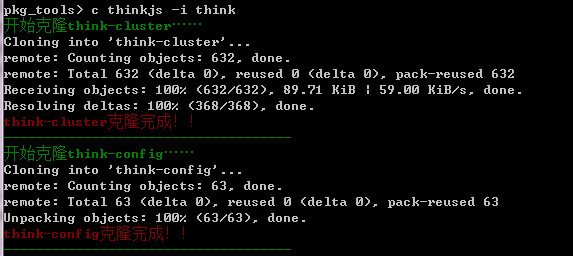 pkg_tools> c thinkjs -i think
开始克隆think-cluster……
Cloning into 'think-cluster'...
remote: Counting objects: 632, done.
remote: Total 632 (delta 0), reused 0 (delta 0), pack-reused 632
Receiving objects: 100% (632/632), 89.71 KiB ¦ 59.00 KiB/s, done.
Resolving deltas: 100% (368/368), done.
think-cluster克隆完成！！
------------------------------------
开始克隆think-config……
Cloning into 'think-config'...
remote: Counting objects: 63, done.
remote: Total 63 (delta 0), reused 0 (delta 0), pack-reused 63
Unpacking objects: 100% (63/63), done.
think-config克隆完成！！
------------------------------------